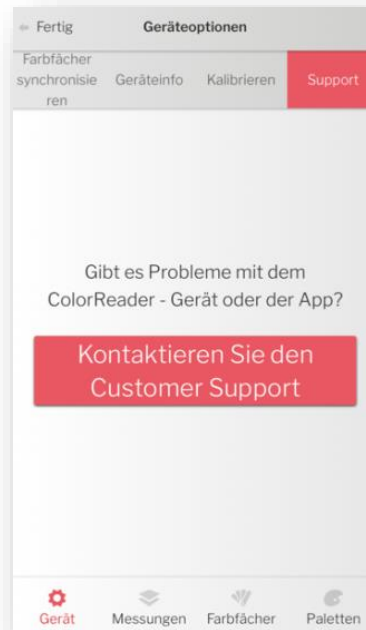 Fertig
Geräteoptionen
Farbfächer
synchronisie
ren
Geräteinfo
Kalibrieren
Support
Gibt es Probleme mit dem
ColorReader - Gerät oder der App?
Kontaktieren Sie den
Customer Support
Gerät
Messungen
Farbfächer
Paletten